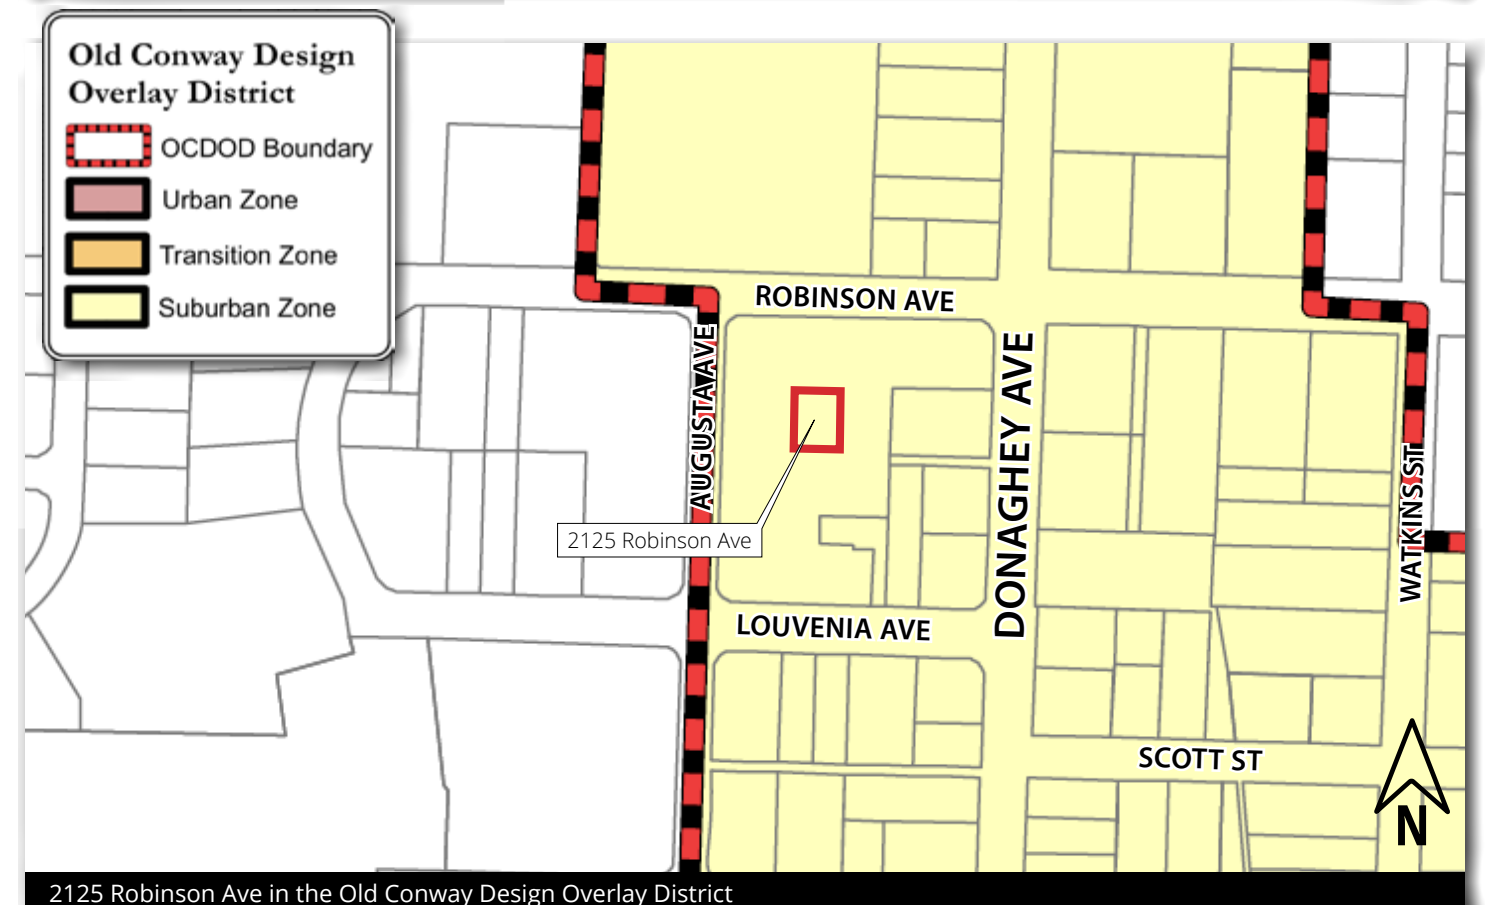 Old Conway Design
Overlay District
OCDOD Boundary
Urban Zone
Transition Zone
Suburban Zone
ROBINSON AVE
AUGUSTA AVE
DONAGHEY AVE
WATKINS ST
2125 Robinson Ave
LOUVENIA AVE
SCOTT ST
N
2125 Robinson Ave in the Old Conway Design Overlay District